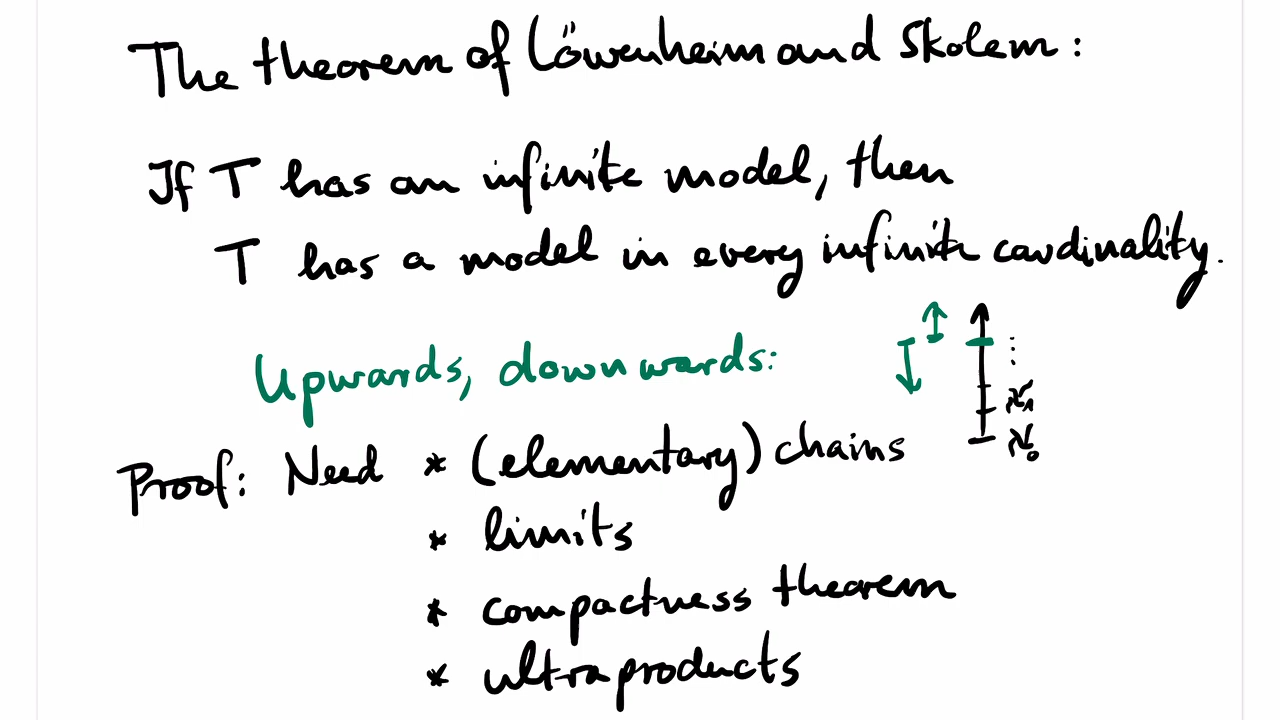 The theorem of Löwenheim and Skolem:
If T has an infinite model, then
T has a model in every infinite cardinality.
Upwards, downwards:
⋮
ℵ₁
ℵ₀
Proof: Need * (elementary) chains
* limits
* compactness theorem
* ultraproducts